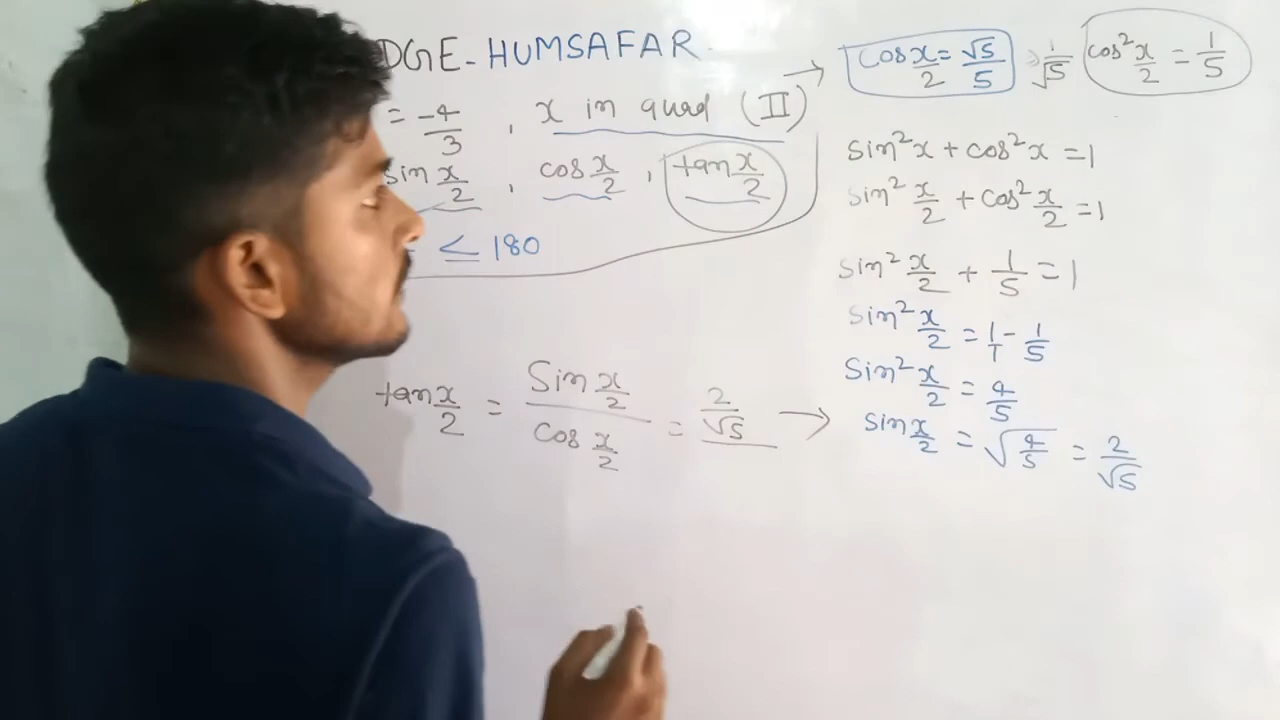 DGE-HUMSAFAR
= -4/3 , x in quad (II)
sin x/2 , cos x/2 , tan x/2
≤ 180
tan x/2 = Sin x/2 / cos x/2 = 2/√5 →
→ cos x/2 = √5/5 1/√5 cos² x/2 = 1/5
sin²x + cos²x = 1
sin² x/2 + cos² x/2 = 1
sin² x/2 + 1/5 = 1
sin² x/2 = 1/1 - 1/5
Sin² x/2 = 4/5
sin x/2 = √4/5 = 2/√5